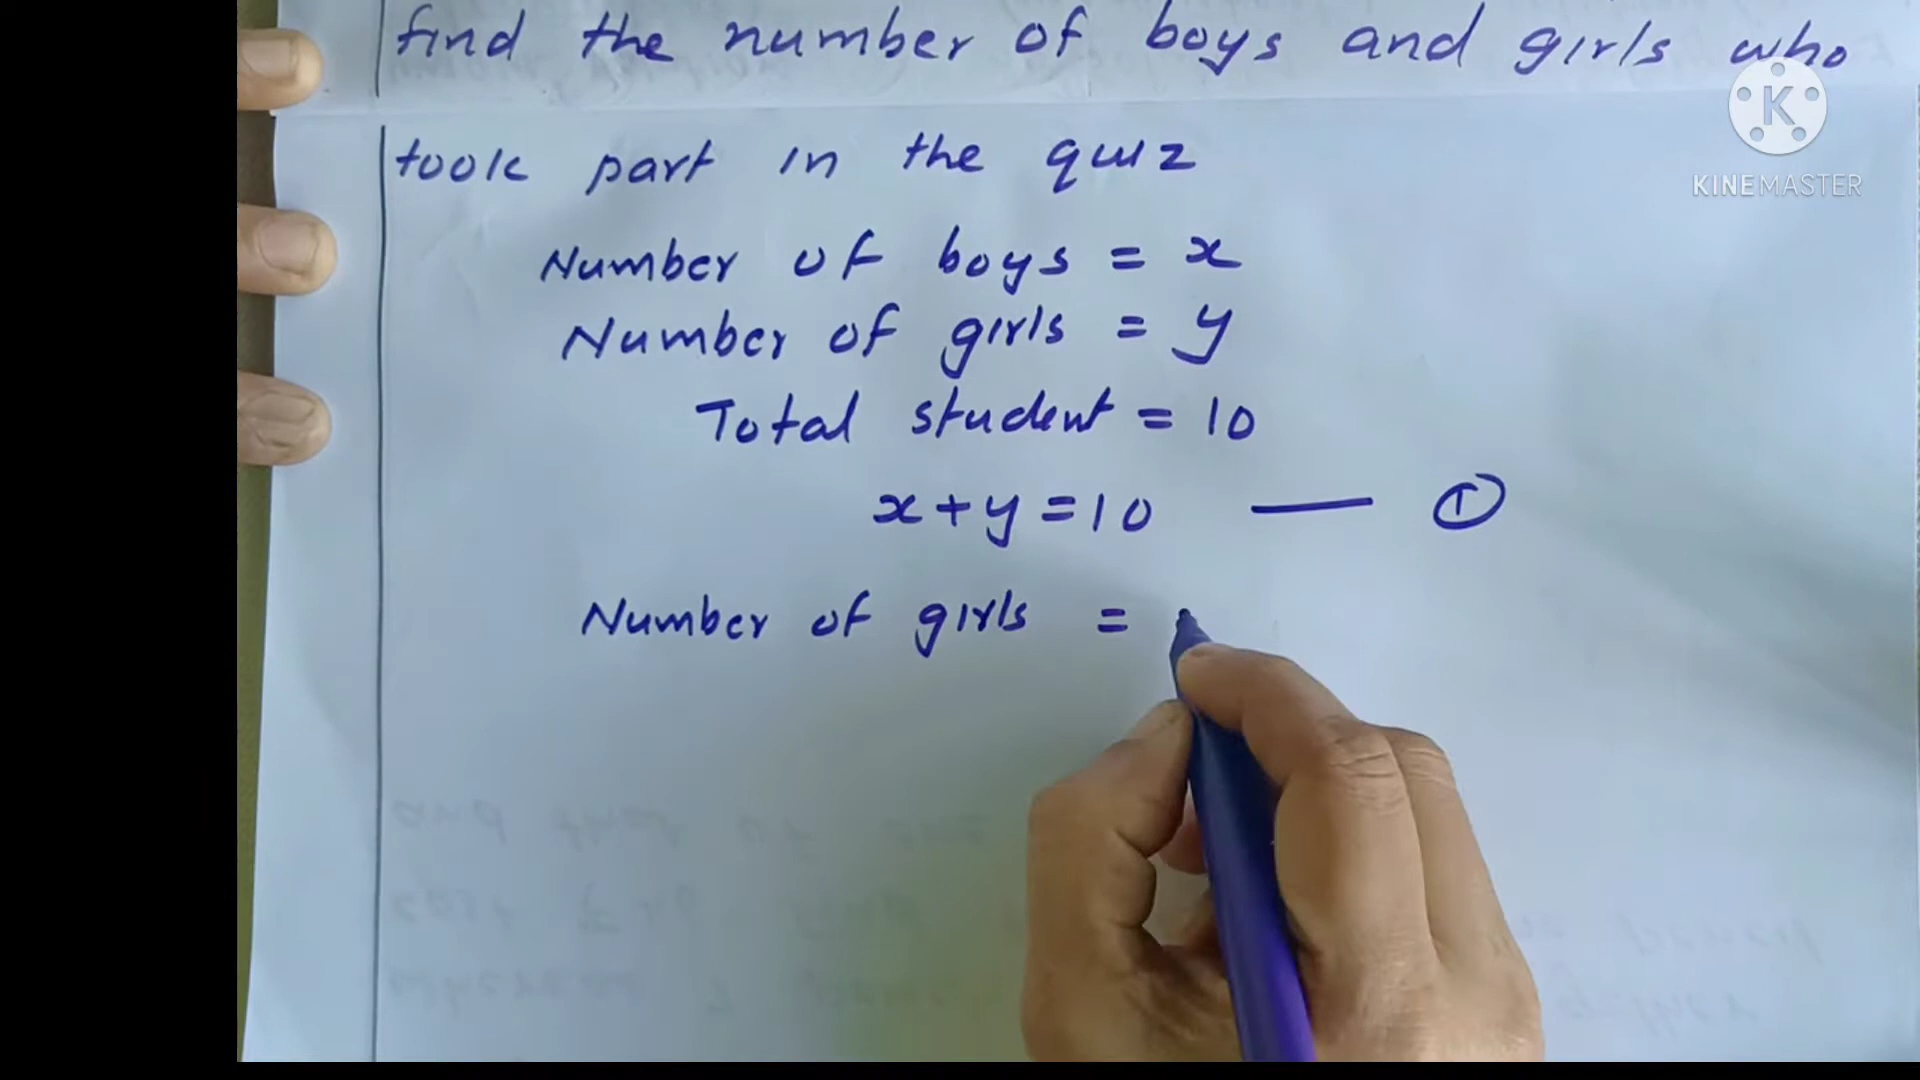 find the number of boys and girls who
took part in the quiz
KINEMASTER
Number of boys = x
Number of girls = y
Total student = 10
x+y=10 — ①
Number of girls =